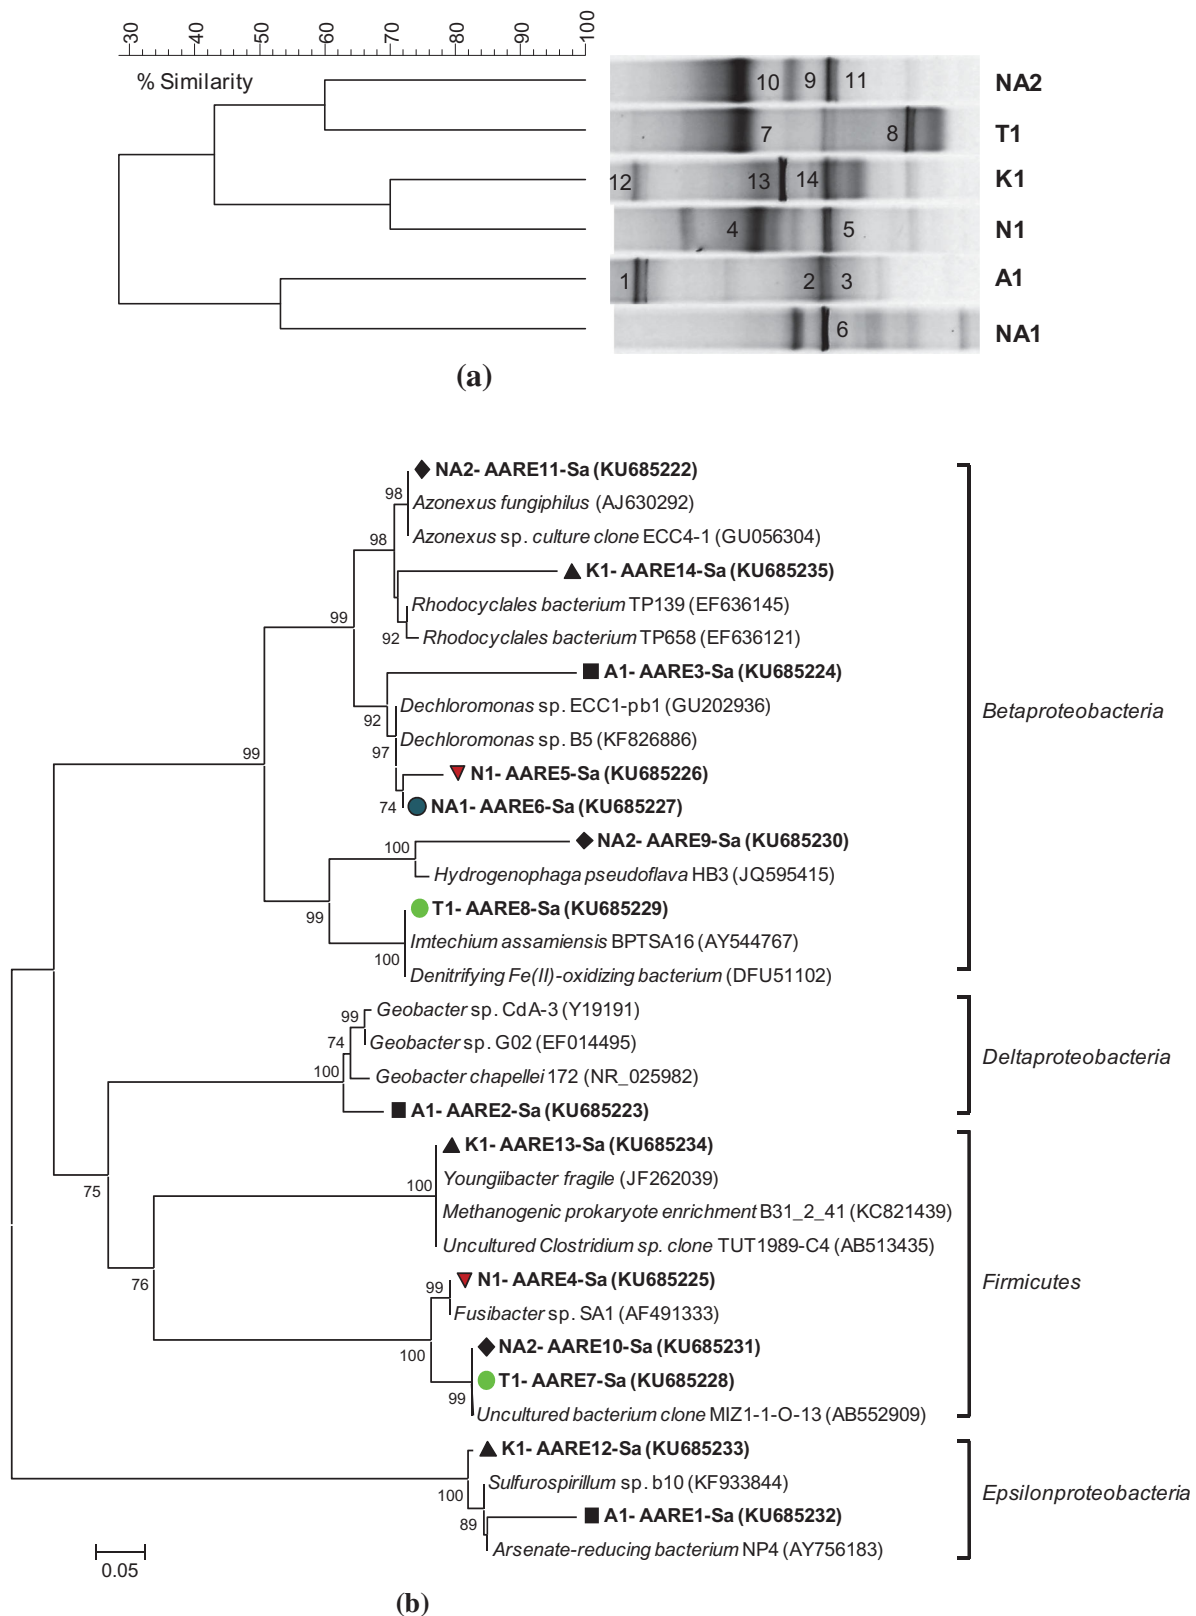 30 40 50 60 70 80 90 100
% Similarity
10 9 11 NA2
7 8 T1
12 13 14 K1
4 5 N1
1 2 3 A1
6 NA1
(a)
NA2- AARE11-Sa (KU685222)
98
Azonexus fungiphilus (AJ630292)
Azonexus sp. culture clone ECC4-1 (GU056304)
98
K1- AARE14-Sa (KU685235)
Rhodocyclales bacterium TP139 (EF636145)
99
92 Rhodocyclales bacterium TP658 (EF636121)
A1- AARE3-Sa (KU685224)
Dechloromonas sp. ECC1-pb1 (GU202936)
Betaproteobacteria
92
Dechloromonas sp. B5 (KF826886)
97
99
N1- AARE5-Sa (KU685226)
74 NA1- AARE6-Sa (KU685227)
NA2- AARE9-Sa (KU685230)
100
Hydrogenophaga pseudoflava HB3 (JQ595415)
T1- AARE8-Sa (KU685229)
99
Imtechium assamiensis BPTSA16 (AY544767)
100
Denitrifying Fe(II)-oxidizing bacterium (DFU51102)
Geobacter sp. CdA-3 (Y19191)
99
74 Geobacter sp. G02 (EF014495)
Deltaproteobacteria
100 Geobacter chapellei 172 (NR_025982)
A1- AARE2-Sa (KU685223)
K1- AARE13-Sa (KU685234)
Youngiibacter fragile (JF262039)
100
75
Methanogenic prokaryote enrichment B31_2_41 (KC821439)
Uncultured Clostridium sp. clone TUT1989-C4 (AB513435)
76
N1- AARE4-Sa (KU685225)
Firmicutes
99
Fusibacter sp. SA1 (AF491333)
NA2- AARE10-Sa (KU685231)
100
T1- AARE7-Sa (KU685228)
99
Uncultured bacterium clone MIZ1-1-O-13 (AB552909)
K1- AARE12-Sa (KU685233)
Sulfurospirillum sp. b10 (KF933844)
Epsilonproteobacteria
100
A1- AARE1-Sa (KU685232)
89
Arsenate-reducing bacterium NP4 (AY756183)
0.05
(b)